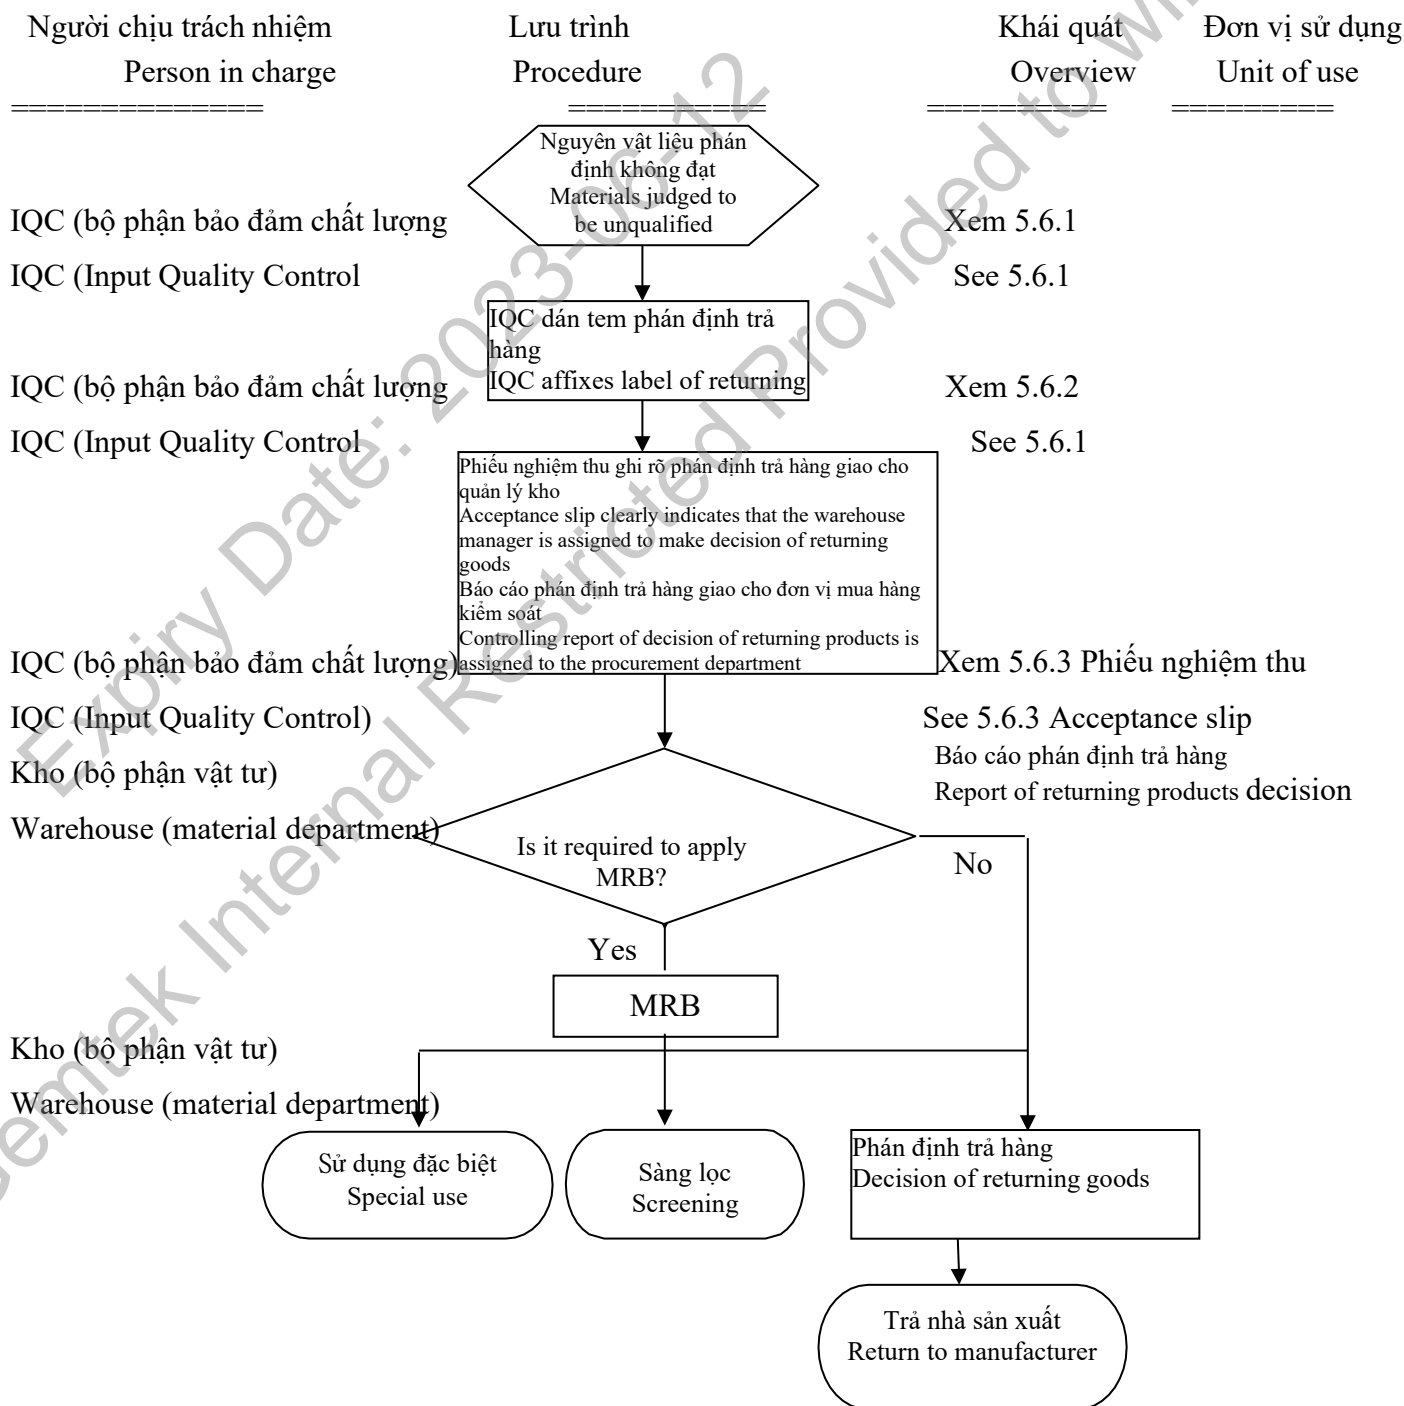 Người chịu trách nhiệm Lưu trình Khái quát Đơn vị sử dụng
Person in charge Procedure Overview Unit of use
============== =========== ========== =========
Nguyên vật liệu phán
định không đạt
Materials judged to
be unqualified
IQC (bộ phận bảo đảm chất lượng Xem 5.6.1
IQC (Input Quality Control See 5.6.1
IQC dán tem phán định trả
hàng
IQC affixes label of returning
IQC (bộ phận bảo đảm chất lượng Xem 5.6.2
IQC (Input Quality Control See 5.6.1
Phiếu nghiệm thu ghi rõ phán định trả hàng giao cho
quản lý kho
Acceptance slip clearly indicates that the warehouse
manager is assigned to make decision of returning
goods
Báo cáo phán định trả hàng giao cho đơn vị mua hàng
kiểm soát
Controlling report of decision of returning products is
assigned to the procurement department
IQC (bộ phận bảo đảm chất lượng) Xem 5.6.3 Phiếu nghiệm thu
IQC (Input Quality Control) See 5.6.3 Acceptance slip
Báo cáo phán định trả hàng
Kho (bộ phận vật tư)
Report of returning products decision
Warehouse (material department)
Is it required to apply
MRB?
No
Yes
MRB
Kho (bộ phận vật tư)
Warehouse (material department)
Sử dụng đặc biệt
Special use
Sàng lọc
Screening
Phán định trả hàng
Decision of returning goods
Trả nhà sản xuất
Return to manufacturer
Expiry Date: 2023-06-12
Gemtek Internal Restricted Provided to